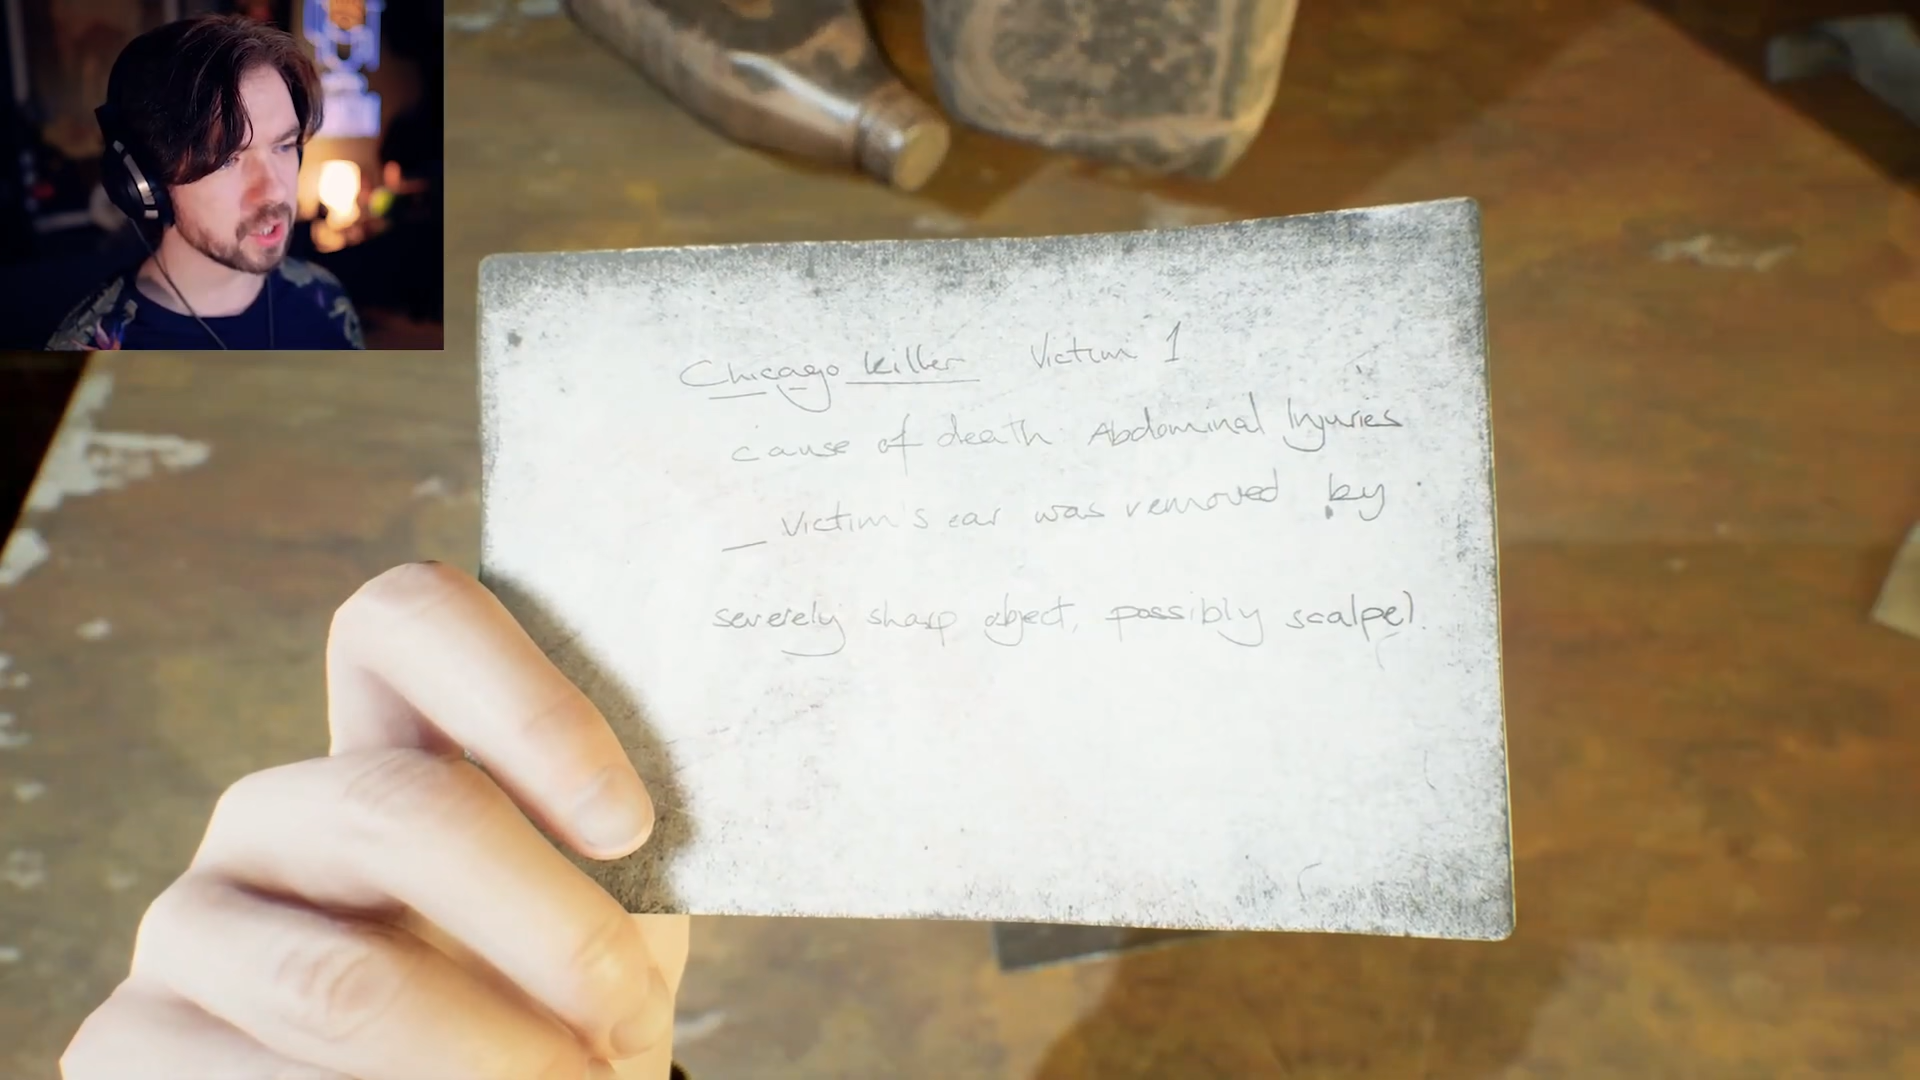 Chicago killer Victim 1
cause of death: Abdominal Injuries
_ Victim's ear was removed by
severely sharp object, possibly scalpel.